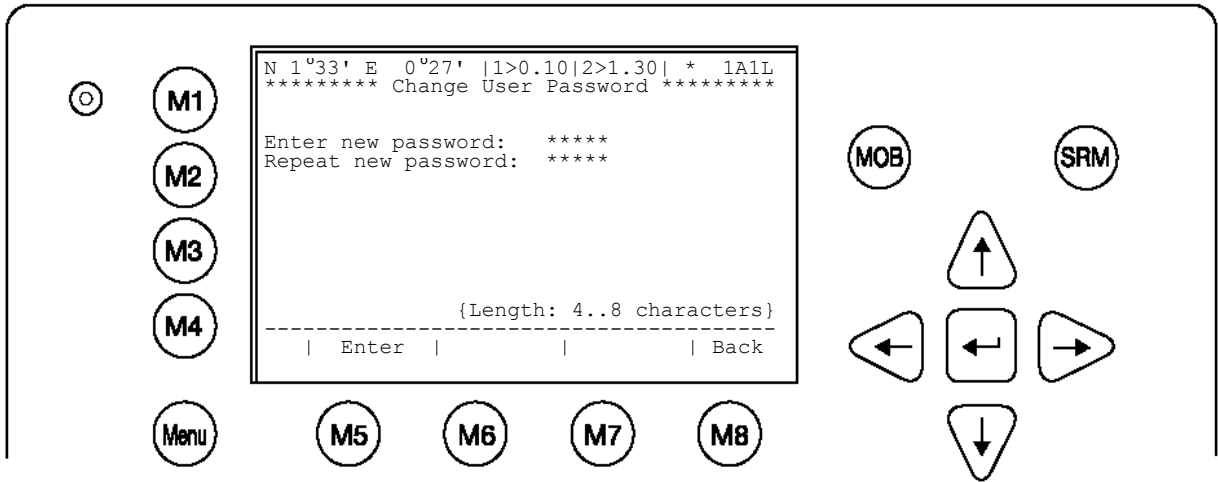 N 1°33' E  0°27' |1>0.10|2>1.30| *  1A1L
********* Change User Password *********
Enter new password:   *****
Repeat new password:  *****
{Length: 4..8 characters}
----------------------------------------
| Enter  |         |         | Back
M1
M2
M3
M4
Menu
M5
M6
M7
M8
MOB
SRM